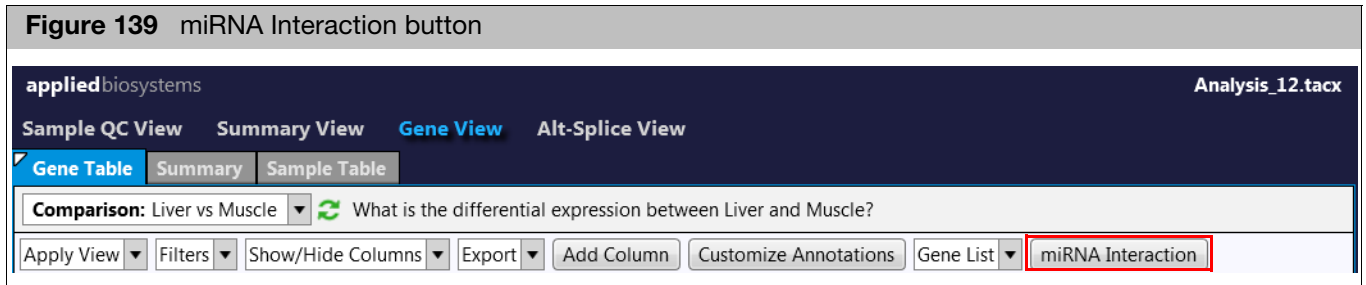 Figure 139 miRNA Interaction button
appliedbiosystems Analysis_12.tacx
Sample QC View Summary View Gene View Alt-Splice View
Gene Table Summary Sample Table
Comparison: Liver vs Muscle What is the differential expression between Liver and Muscle?
Apply View Filters Show/Hide Columns Export Add Column Customize Annotations Gene List miRNA Interaction